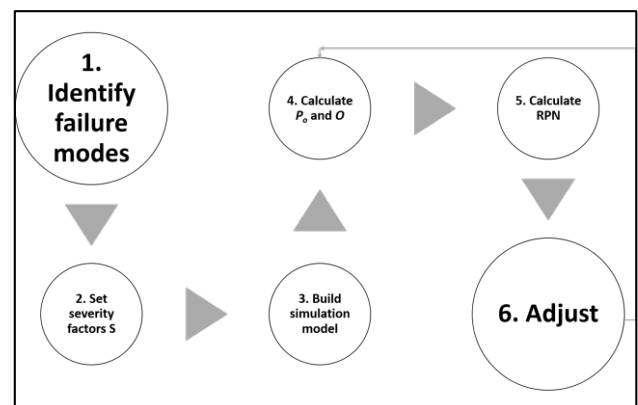 1.
Identify
failure
modes
2. Set
severity
factors S
3. Build
simulation
model
4. Calculate
Pₒ and O
5. Calculate
RPN
6. Adjust